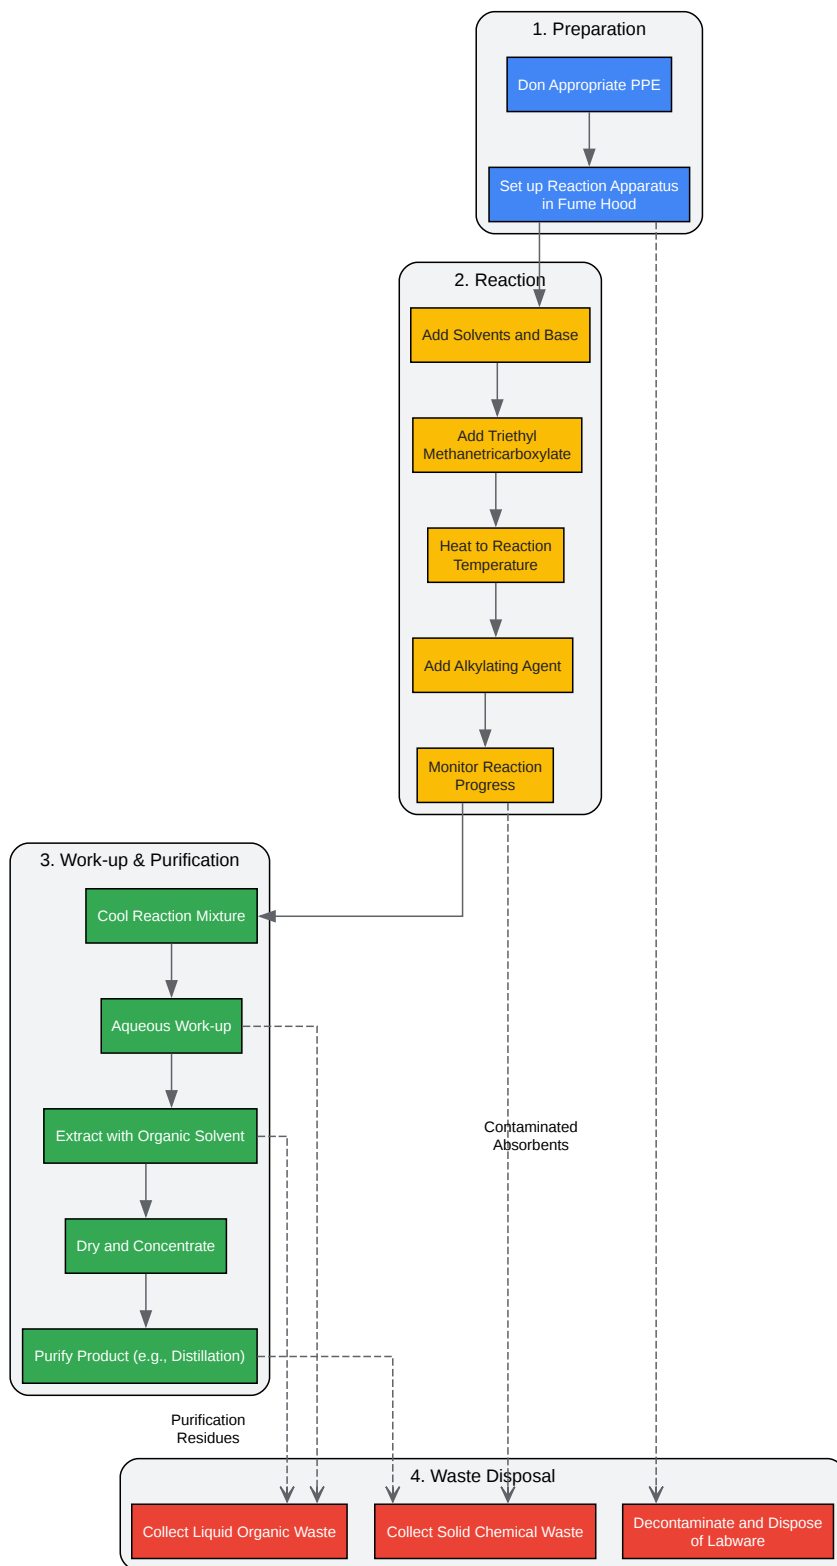 1. Preparation
Don Appropriate PPE
Set up Reaction Apparatus
in Fume Hood
2. Reaction
Add Solvents and Base
Add Triethyl
Methanetricarboxylate
Heat to Reaction
Temperature
Add Alkylating Agent
Monitor Reaction
Progress
3. Work-up & Purification
Cool Reaction Mixture
Aqueous Work-up
Extract with Organic Solvent
Contaminated
Absorbents
Dry and Concentrate
Purify Product (e.g., Distillation)
Purification
Residues
4. Waste Disposal
Collect Liquid Organic Waste
Collect Solid Chemical Waste
Decontaminate and Dispose
of Labware